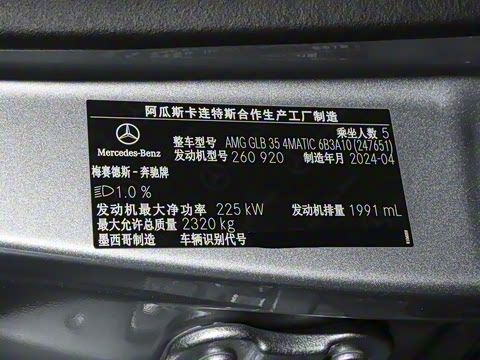 阿瓜斯卡连特斯合作生产工厂制造
乘坐人数 5
整车型号 AMG GLB 35 4MATIC 6B3A10 (247651)
Mercedes-Benz 发动机型号 260 920 制造年月 2024-04
梅赛德斯－奔驰牌
1.0 %
发动机最大净功率 225 kW 发动机排量 1991 mL
最大允许总质量 2320 kg
墨西哥制造 车辆识别代号